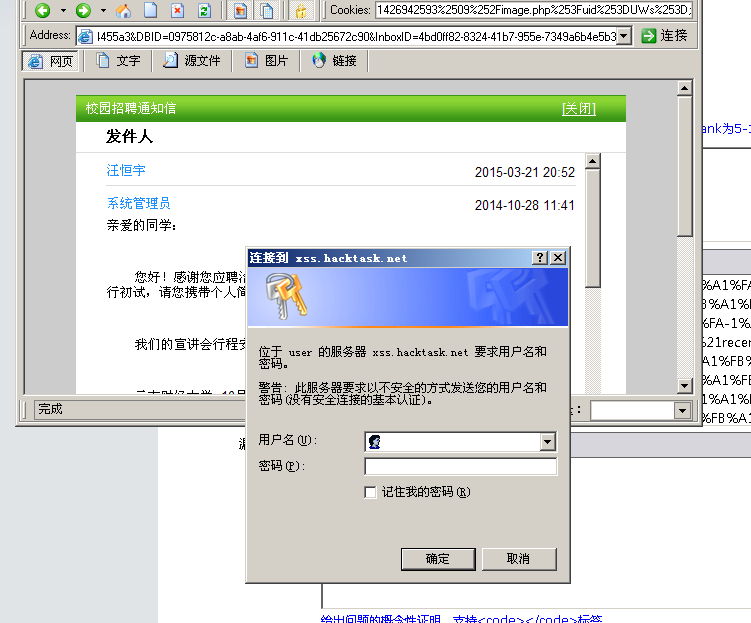 Cookies: 1426942593%2509%252Fimage.php%253Fuid%253DUWs%253D;
Address: l455a3&DBID=0975812c-a8ab-4af6-911c-41db25672c90&InboxID=4bd0ff82-8324-41b7-955e-7349a6b4e5b3 连接
网页 文字 源文件 图片 链接
校园招聘通知信 [关闭]
发件人
汪恒宇 2015-03-21 20:52
系统管理员 2014-10-28 11:41
亲爱的同学:
您好！感谢您应聘
行初试，请您携带个人简
我们的宣讲会行程安
完成
连接到 xss.hacktask.net
位于 user 的服务器 xss.hacktask.net 要求用户名和
密码。
警告: 此服务器要求以不安全的方式发送您的用户名和
密码(没有安全连接的基本认证)。
用户名(U):
密码(P):
记住我的密码(R)
确定 取消
ank为5-1
%A1%FA
%FA-1%
%21recen
A1%FB%
%A1%FB
%A1%F
%FB%A1
给出问题的概念性证明，支持<code></code>标签